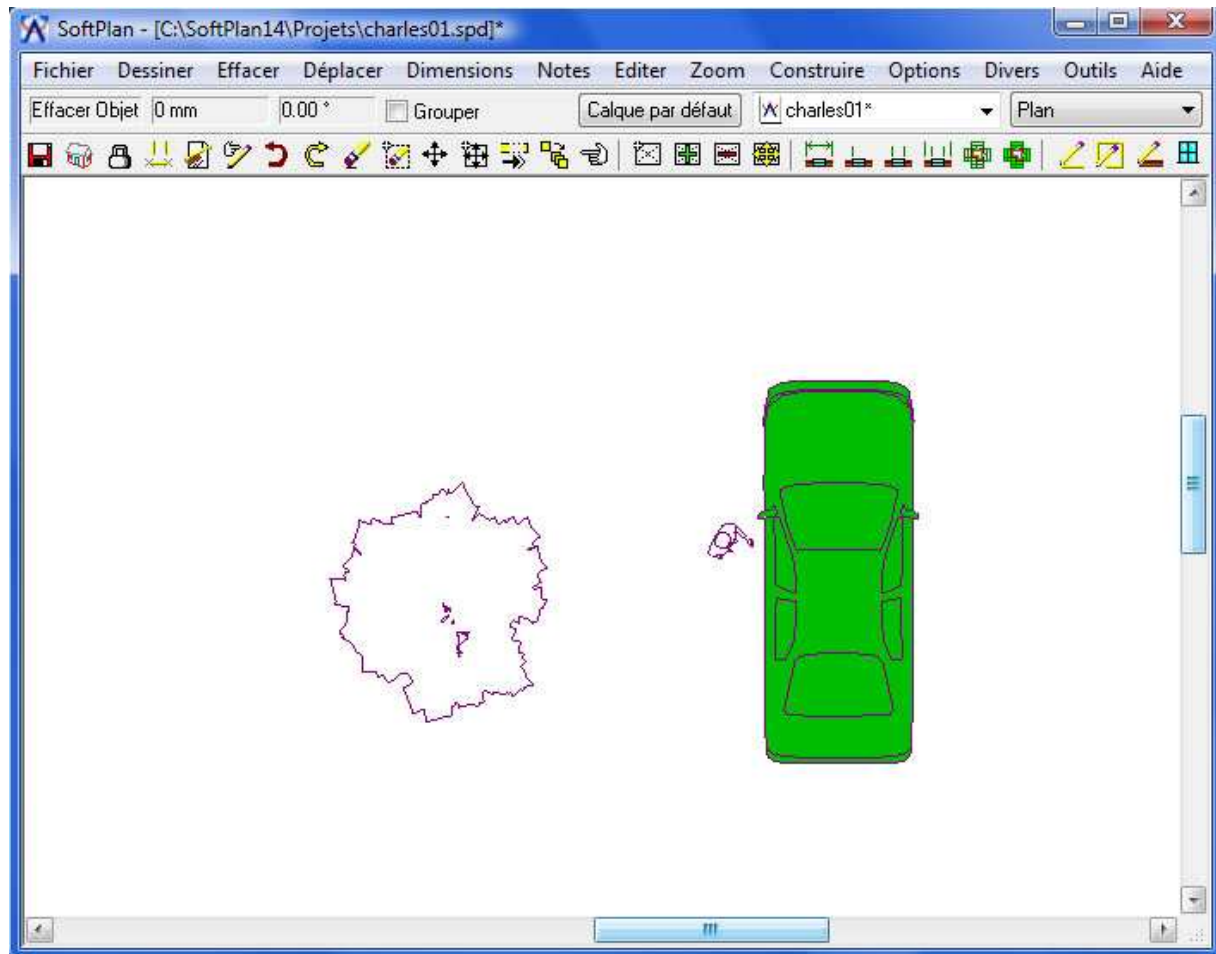 SoftPlan - [C:\SoftPlan14\Projets\charles01.spd]*
Fichier Dessiner Effacer Déplacer Dimensions Notes Editer Zoom Construire Options Divers Outils Aide
Effacer Objet 0 mm 0.00 ° Grouper Calque par défaut charles01* Plan